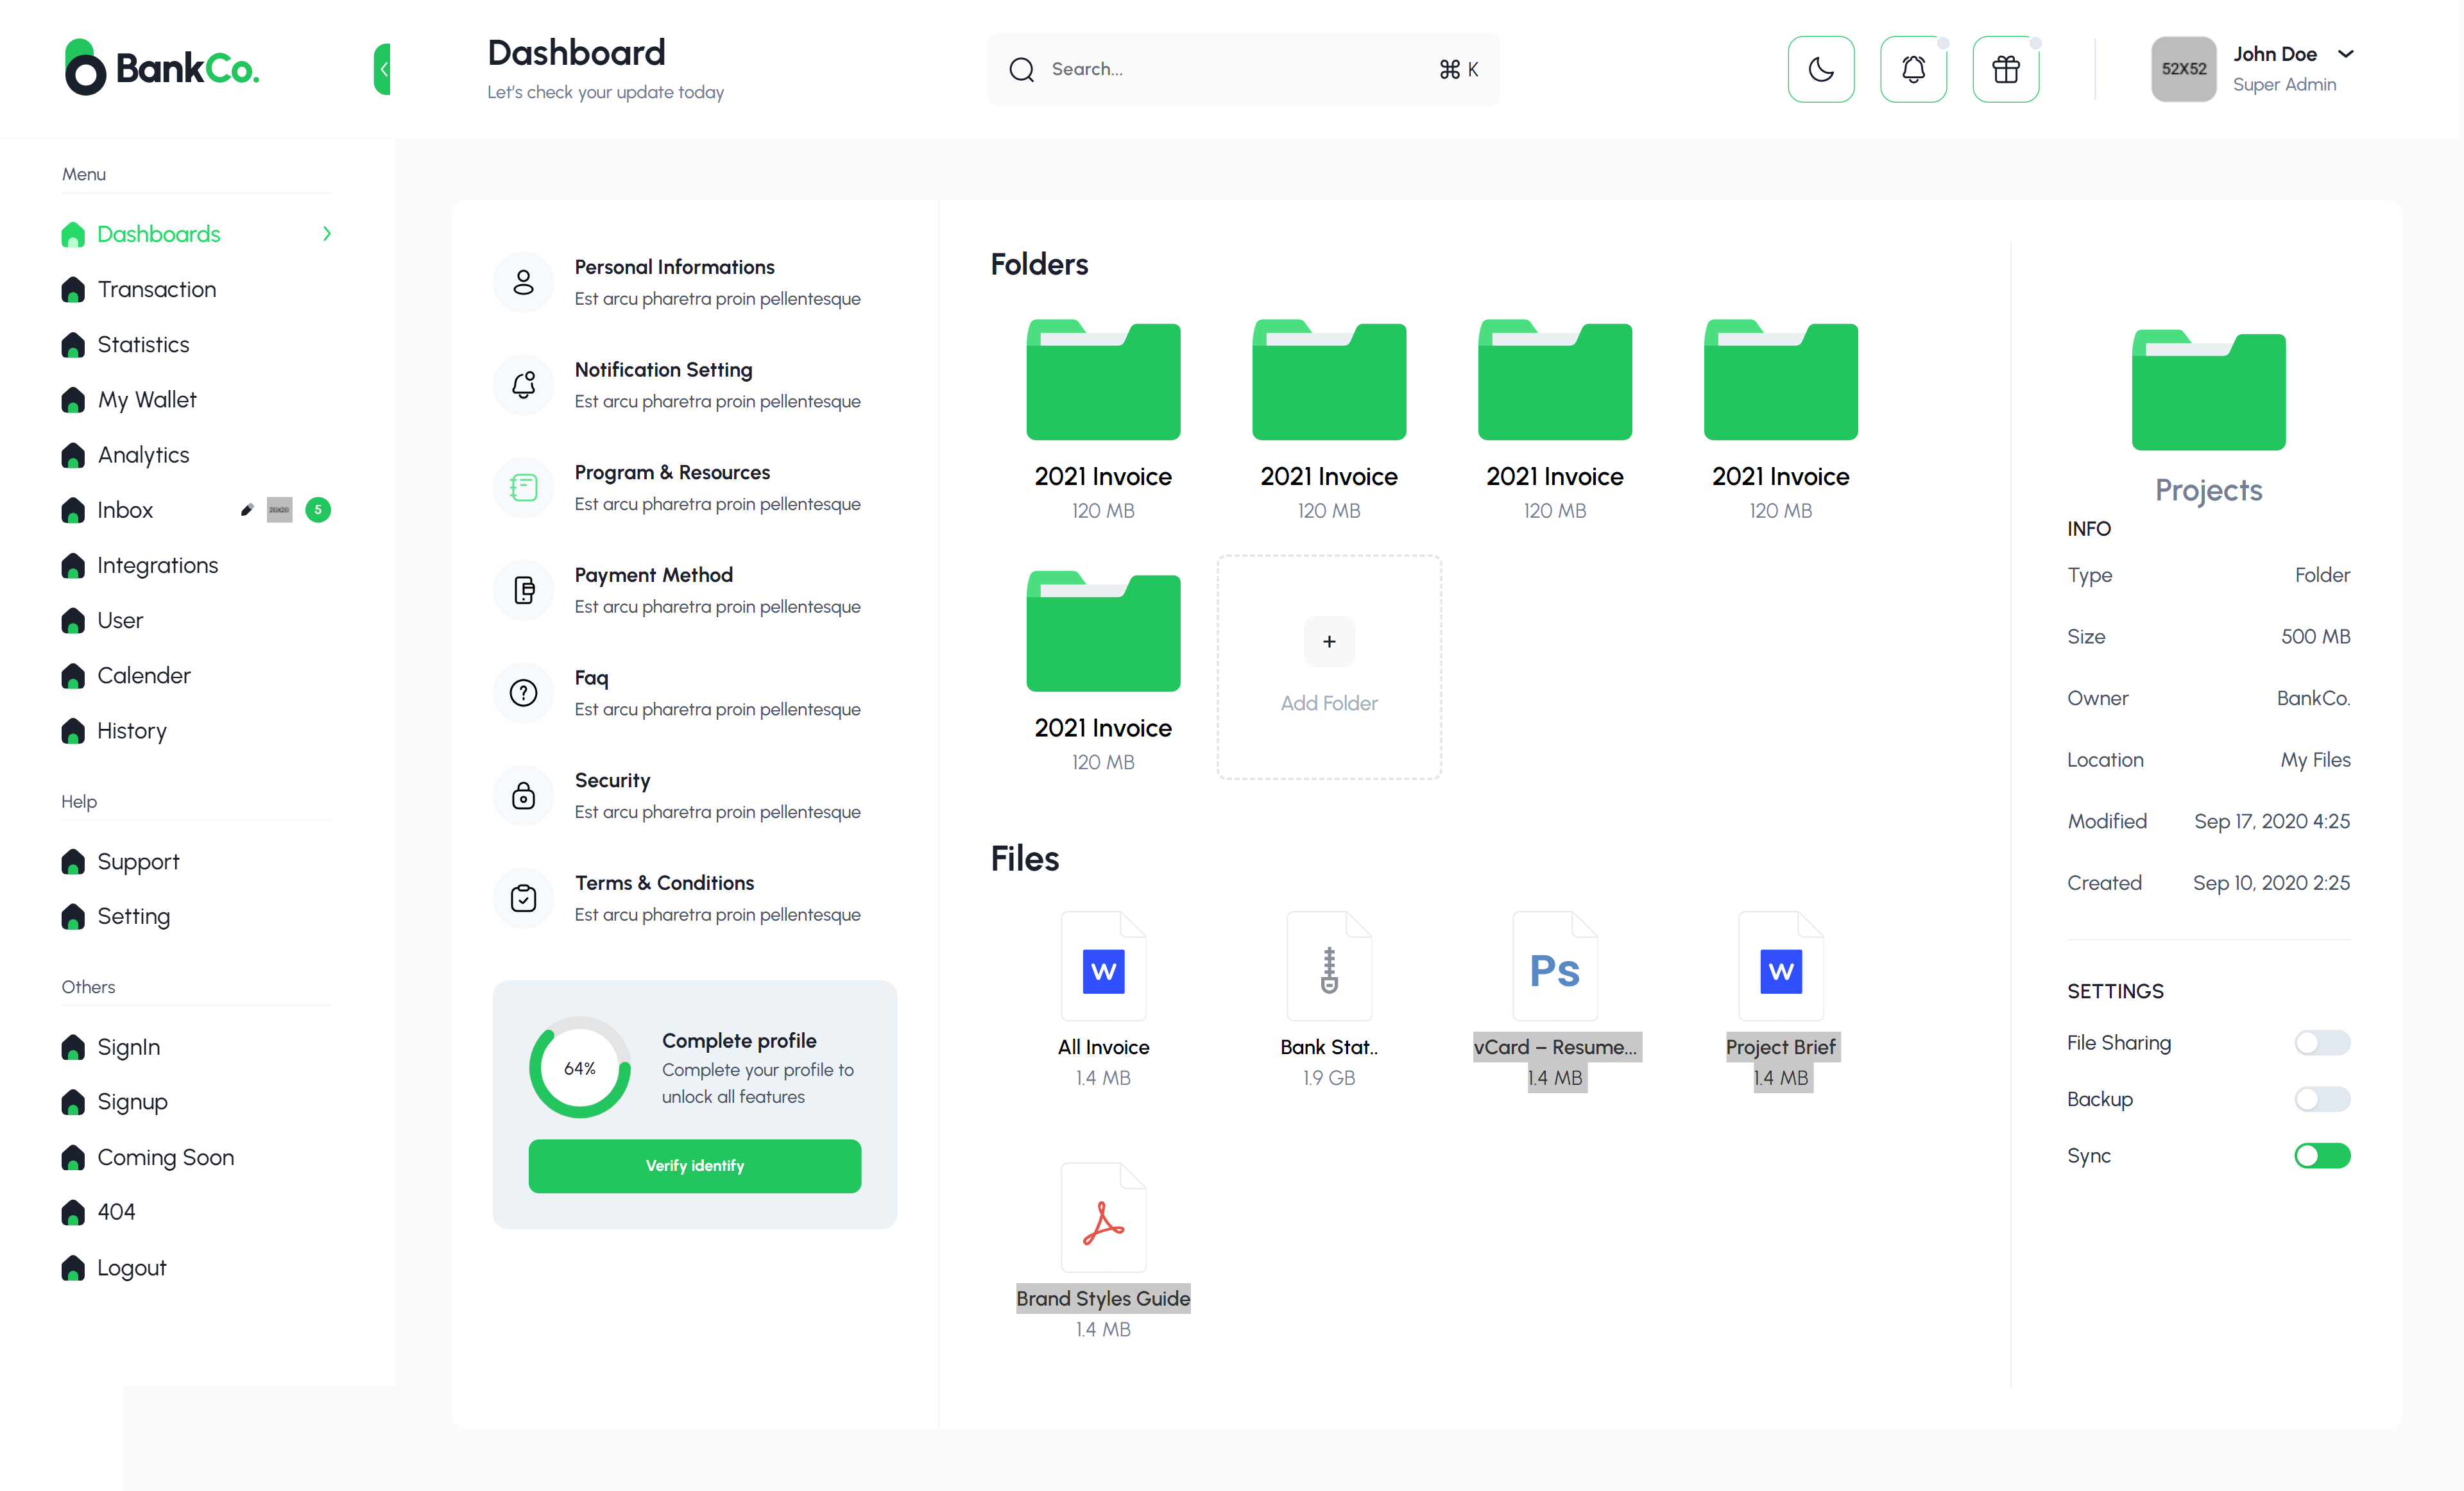 BankCo.
Dashboard
Let's check your update today
Search...
⌘ K
52X52
John Doe
Super Admin
Menu
Dashboards
Transaction
Statistics
My Wallet
Analytics
Inbox
5
Integrations
User
Calender
History
Help
Support
Setting
Others
SignIn
Signup
Coming Soon
404
Logout
Personal Informations
Est arcu pharetra proin pellentesque
Notification Setting
Est arcu pharetra proin pellentesque
Program & Resources
Est arcu pharetra proin pellentesque
Payment Method
Est arcu pharetra proin pellentesque
Faq
Est arcu pharetra proin pellentesque
Security
Est arcu pharetra proin pellentesque
Terms & Conditions
Est arcu pharetra proin pellentesque
64%
Complete profile
Complete your profile to
unlock all features
Verify identify
Folders
2021 Invoice 2021 Invoice 2021 Invoice 2021 Invoice
120 MB 120 MB 120 MB 120 MB
2021 Invoice
120 MB
+
Add Folder
Files
W
Ps
W
All Invoice Bank Stat.. vCard – Resume... Project Brief
1.4 MB 1.9 GB 1.4 MB 1.4 MB
Brand Styles Guide
1.4 MB
Projects
INFO
Type Folder
Size 500 MB
Owner BankCo.
Location My Files
Modified Sep 17, 2020 4:25
Created Sep 10, 2020 2:25
SETTINGS
File Sharing
Backup
Sync